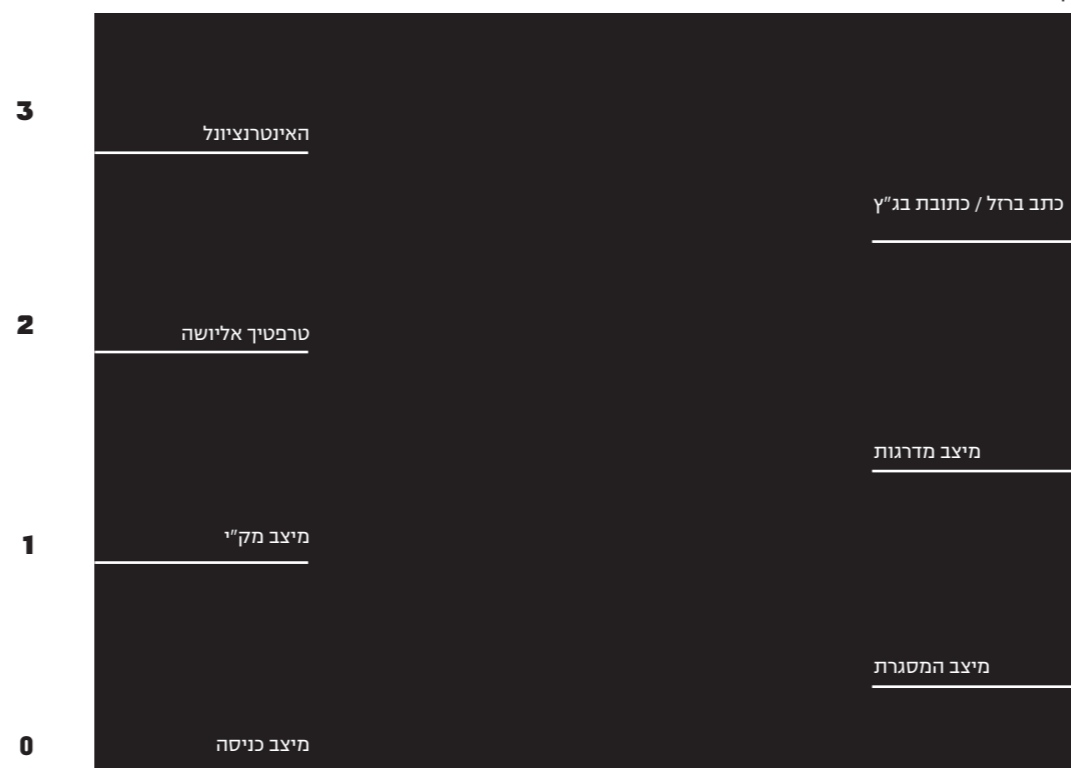 3
האינטרנציונל
כתב ברזל / כתובת בג"ץ
2
טרפטיך אליושה
מיצב מדרגות
1
מיצב מק"י
מיצב המסגרת
0
מיצב כניסה